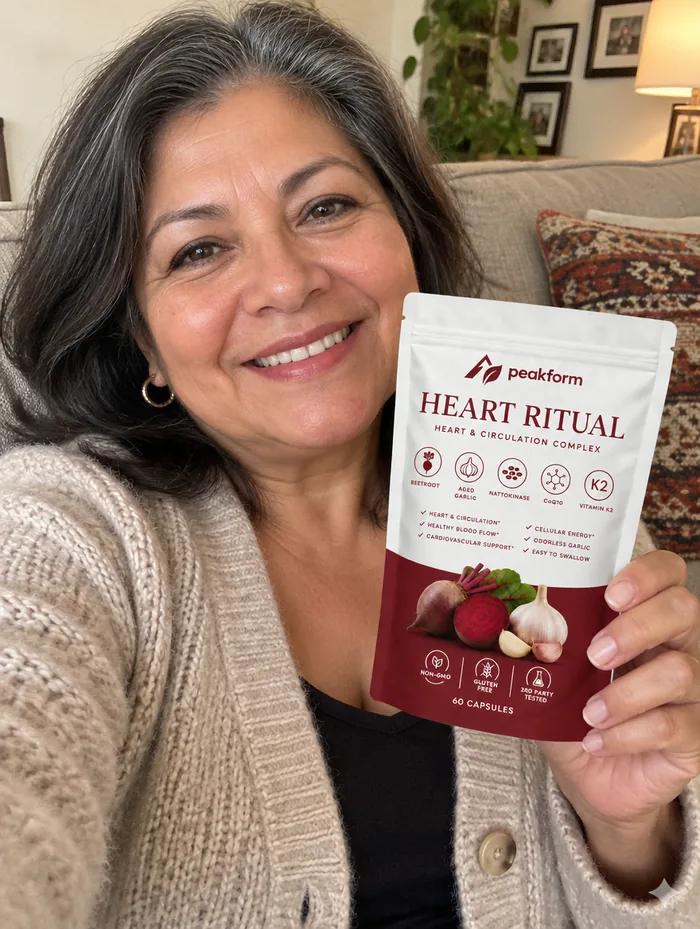 peakform
HEART RITUAL
HEART & CIRCULATION COMPLEX
BEETROOT
AGED
GARLIC
NATTOKINASE
CoQ10
K2
VITAMIN K2
✓ HEART & CIRCULATION*
✓ HEALTHY BLOOD FLOW*
✓ CARDIOVASCULAR SUPPORT*
✓ CELLULAR ENERGY*
✓ ODORLESS GARLIC
✓ EASY TO SWALLOW
NON-GMO
GLUTEN
FREE
3RD PARTY
TESTED
60 CAPSULES